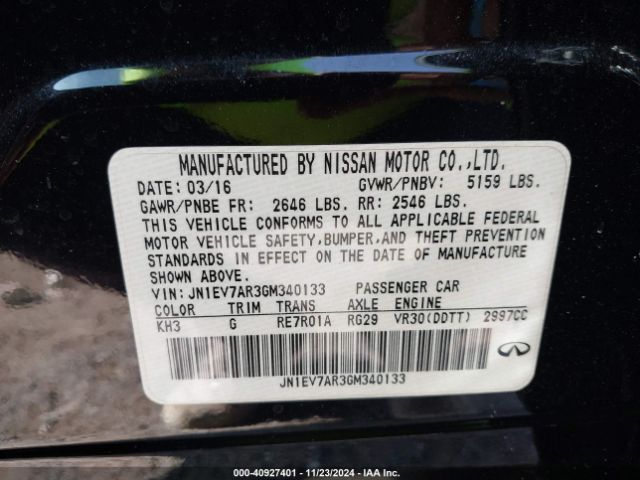 MANUFACTURED BY NISSAN MOTOR CO.,LTD.
DATE: 03/16 GVWR/PNBV: 5159 LBS.
GAWR/PNBE FR: 2646 LBS. RR: 2546 LBS.
THIS VEHICLE CONFORMS TO ALL APPLICABLE FEDERAL
MOTOR VEHICLE SAFETY,BUMPER,AND THEFT PREVENTION
STANDARDS IN EFFECT ON THE DATE OF MANUFACTURE
SHOWN ABOVE.
VIN: JN1EV7AR3GM340133 PASSENGER CAR
COLOR TRIM TRANS AXLE ENGINE
KH3 G RE7R01A RG29 VR30(DDTT) 2997CC
JN1EV7AR3GM340133
000-40927401 - 11/23/2024 - IAA Inc.